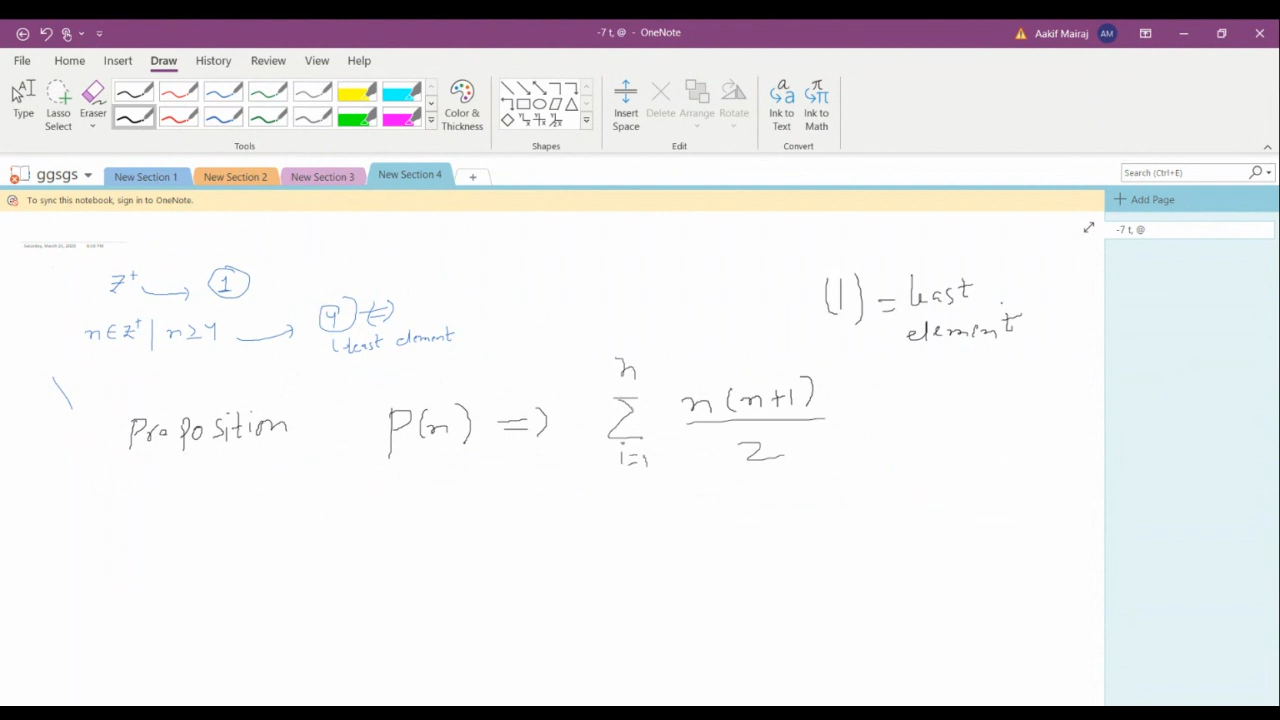 -7 t, @ - OneNote
Aakif Mairaj AM
File Insert Draw History Review View Help
Type
Lasso Select
Eraser
Color & Thickness
Insert Space
Delete
Arrange
Rotate
Ink to Text
Ink to Math
Tools
Shapes
Edit
Convert
ggsgs New Section 1 New Section 2 New Section 3 New Section 4 +
Search (Ctrl+E)
To sync this notebook, sign in to OneNote.
Add Page
-7 t, @
Z⁺ → 1
n ∈ Z⁺ | n ≥ 4 → 4
(least element
(1) = least
element
Proposition P(n) => ∑ i=1 n n(n+1)/2